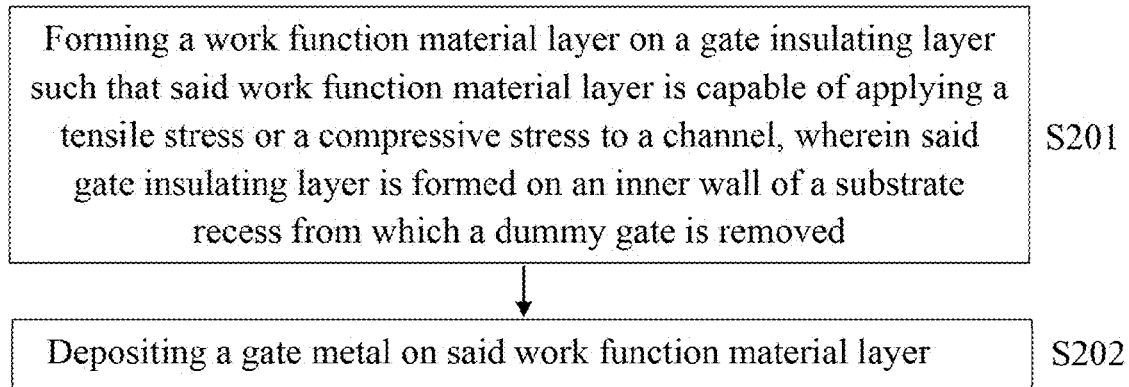 Forming a work function material layer on a gate insulating layer
such that said work function material layer is capable of applying a
tensile stress or a compressive stress to a channel, wherein said
gate insulating layer is formed on an inner wall of a substrate
recess from which a dummy gate is removed
S201
Depositing a gate metal on said work function material layer
S202